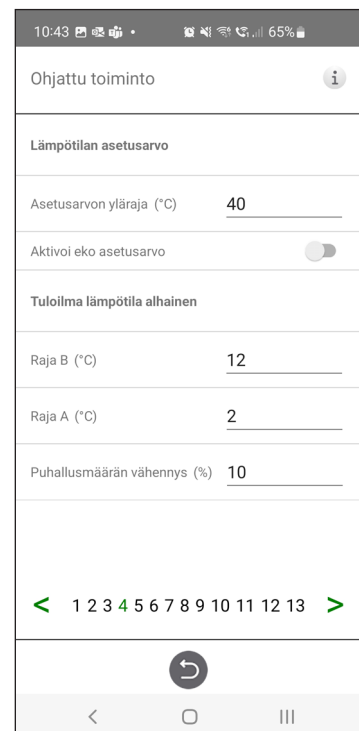 10:43 65%
Ohjattu toiminto i
Lämpötilan asetusarvo
Asetusarvon yläraja (°C) 40
Aktivoi eko asetusarvo
Tuloilma lämpötila alhainen
Raja B (°C) 12
Raja A (°C) 2
Puhallusmäärän vähennys (%) 10
< 1 2 3 4 5 6 7 8 9 10 11 12 13 >